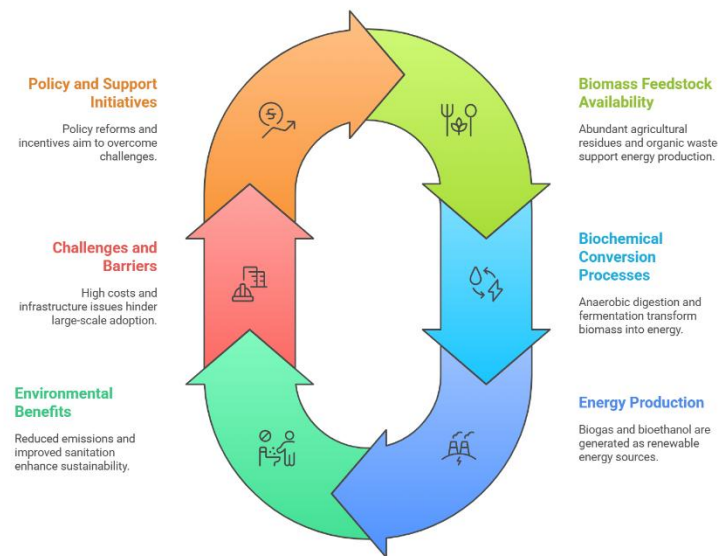 Policy and Support
Initiatives
Policy reforms and
incentives aim to overcome
challenges.
Biomass Feedstock
Availability
Abundant agricultural
residues and organic waste
support energy production.
Challenges and
Barriers
High costs and
infrastructure issues hinder
large-scale adoption.
Biochemical
Conversion
Processes
Anaerobic digestion and
fermentation transform
biomass into energy.
Environmental
Benefits
Reduced emissions and
improved sanitation
enhance sustainability.
Energy Production
Biogas and bioethanol are
generated as renewable
energy sources.